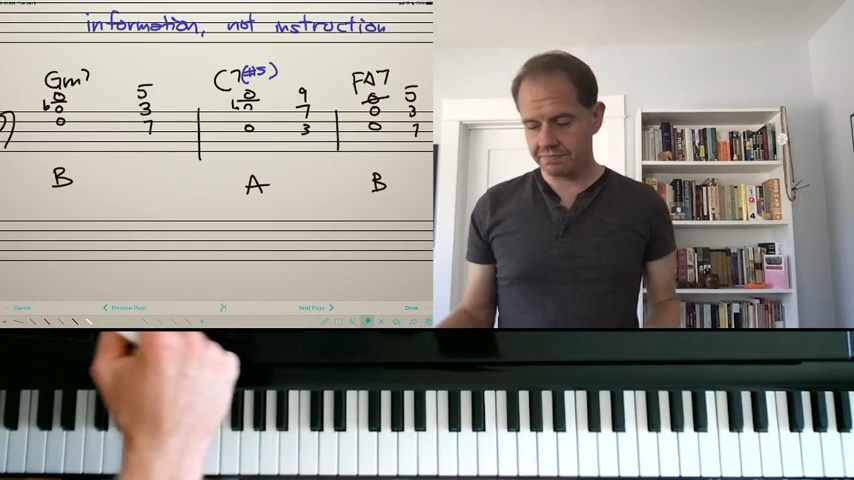 information, not instruction
Gm7 C7(#5) FΔ7
5 9 5
3 7 3
7 3 7
B A B
Cancel Previous Page Next Page Done